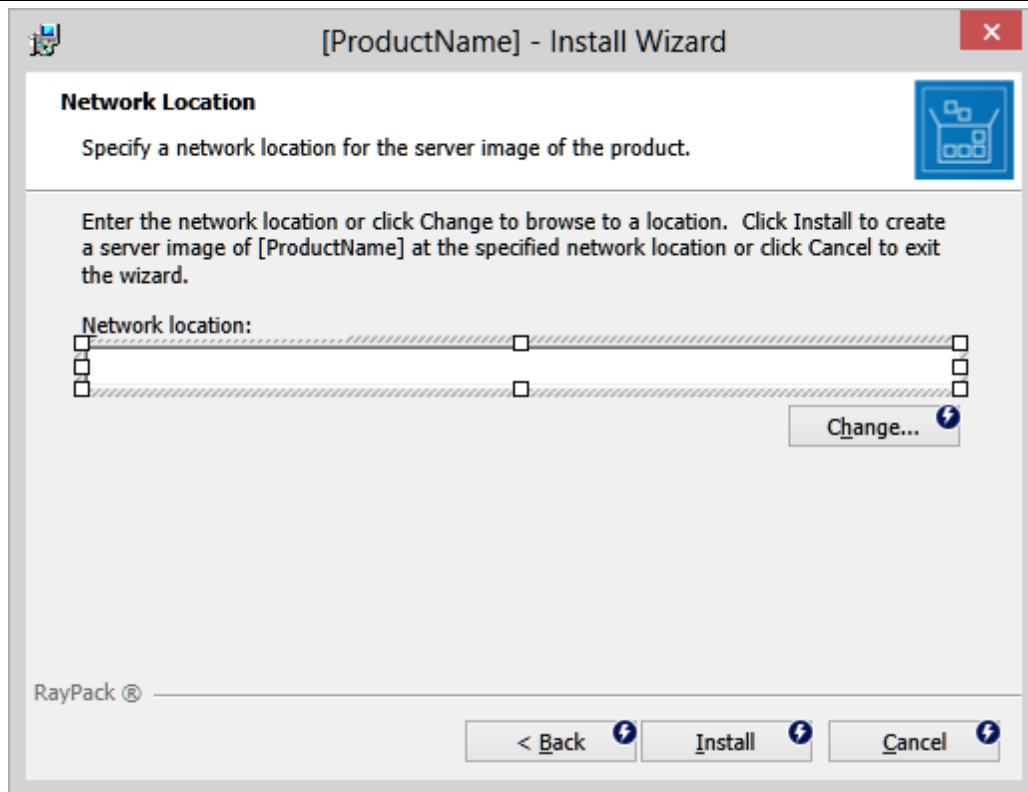 [ProductName] - Install Wizard
Network Location
Specify a network location for the server image of the product.
Enter the network location or click Change to browse to a location.  Click Install to create
a server image of [ProductName] at the specified network location or click Cancel to exit
the wizard.
Network location:
Change...
RayPack ®
< Back
Install
Cancel